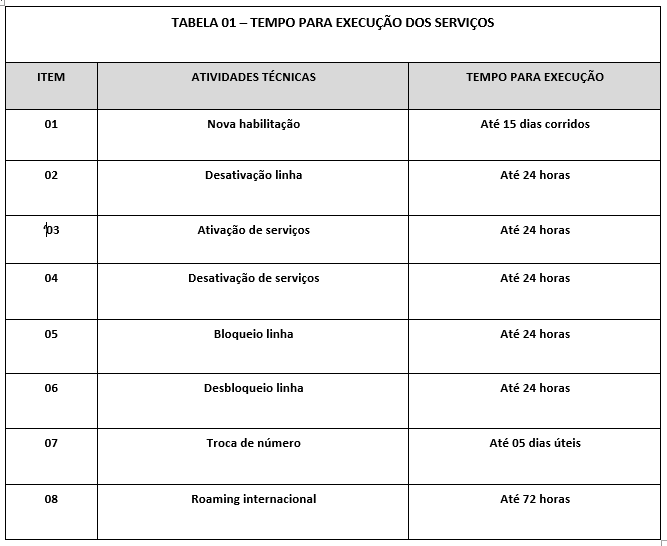 TABELA 01 – TEMPO PARA EXECUÇÃO DOS SERVIÇOS
ITEM ATIVIDADES TÉCNICAS TEMPO PARA EXECUÇÃO
01 Nova habilitação Até 15 dias corridos
02 Desativação linha Até 24 horas
03 Ativação de serviços Até 24 horas
04 Desativação de serviços Até 24 horas
05 Bloqueio linha Até 24 horas
06 Desbloqueio linha Até 24 horas
07 Troca de número Até 05 dias úteis
08 Roaming internacional Até 72 horas